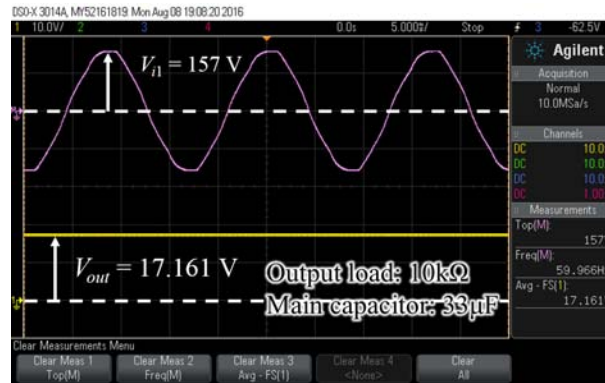 DSO-X 3014A, MY52161819: Mon Aug 08 19:08:20 2016
1 10.0V/ 2 3 4 0.0s 5.000°/ Stop ⚡ 3 -62.5V
Agilent
Vi1 = 157 V
Acquisition
Normal
10.0MSa/s
Channels
DC 10.0
DC 10.0
DC 10.0
DC 1.00
Measurements
Top(M):
157
Freq(M):
59.966H
Avg - FS(1):
17.161
Vout = 17.161 V
Output load: 10kΩ
Main capacitor: 33μF
Clear Measurements Menu
Clear Meas 1 Clear Meas 2 Clear Meas 3 Clear Meas 4 Clear
Top(M) Freq(M) Avg - FS(1) <None> All